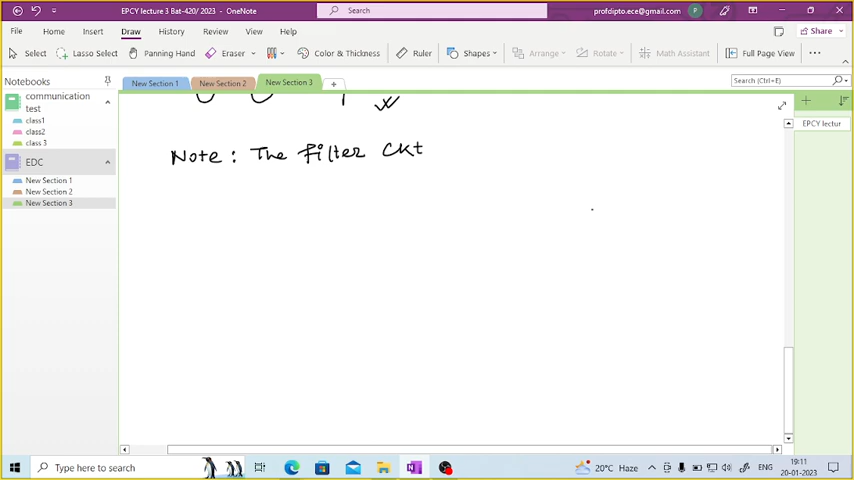 EPCY lecture 3 Bat-420/ 2023 - OneNote
Search
profdipto.ece@gmail.com
P
File
Home
Insert
Draw
History
Review
View
Help
Share
Select
Lasso Select
Panning Hand
Eraser
Color & Thickness
Ruler
Shapes
Arrange
Rotate
Math Assistant
Full Page View
Notebooks
New Section 1
New Section 2
New Section 3
Search (Ctrl+E)
communication
test
class1
class2
class 3
EDC
New Section 1
New Section 2
New Section 3
EPCY lectur
Note: The Filter CKt
Type here to search
20°C Haze
ENG
19:11
20-01-2023